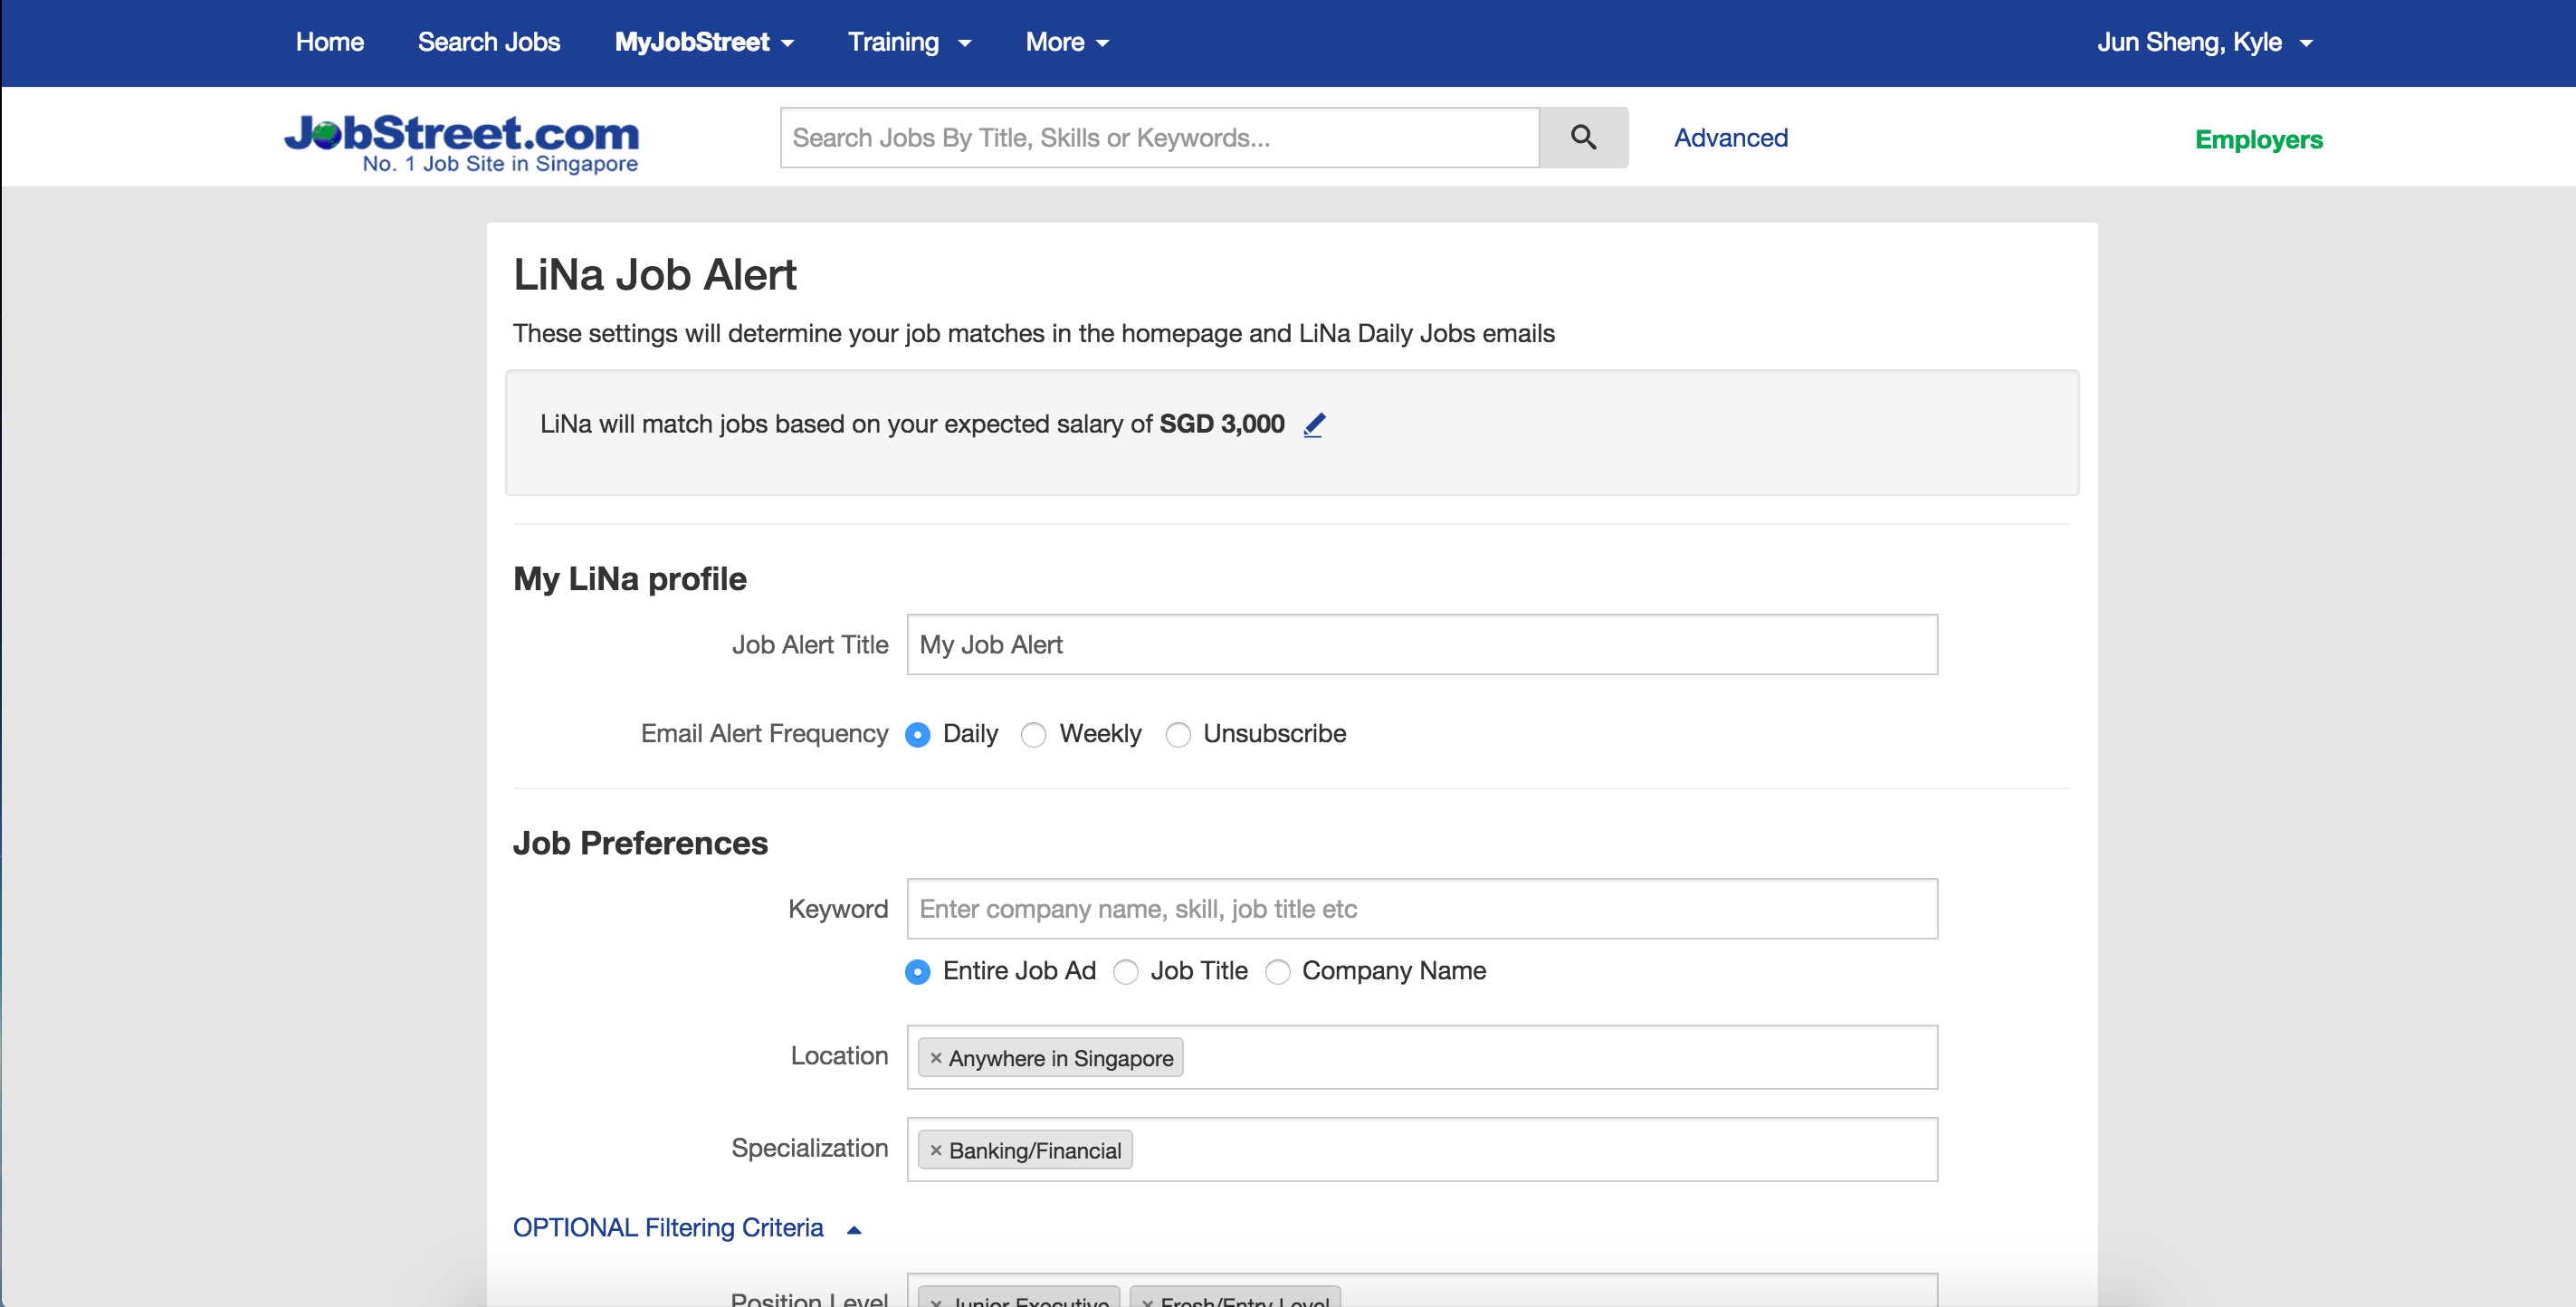 Home Search Jobs MyJobStreet Training More Jun Sheng, Kyle
JobStreet.com
No. 1 Job Site in Singapore
Search Jobs By Title, Skills or Keywords...
Advanced
Employers
LiNa Job Alert
These settings will determine your job matches in the homepage and LiNa Daily Jobs emails
LiNa will match jobs based on your expected salary of SGD 3,000
My LiNa profile
Job Alert Title My Job Alert
Email Alert Frequency Daily Weekly Unsubscribe
Job Preferences
Keyword Enter company name, skill, job title etc
Entire Job Ad Job Title Company Name
Location × Anywhere in Singapore
Specialization × Banking/Financial
OPTIONAL Filtering Criteria
Position Level × Junior Executive × Fresh/Entry Level